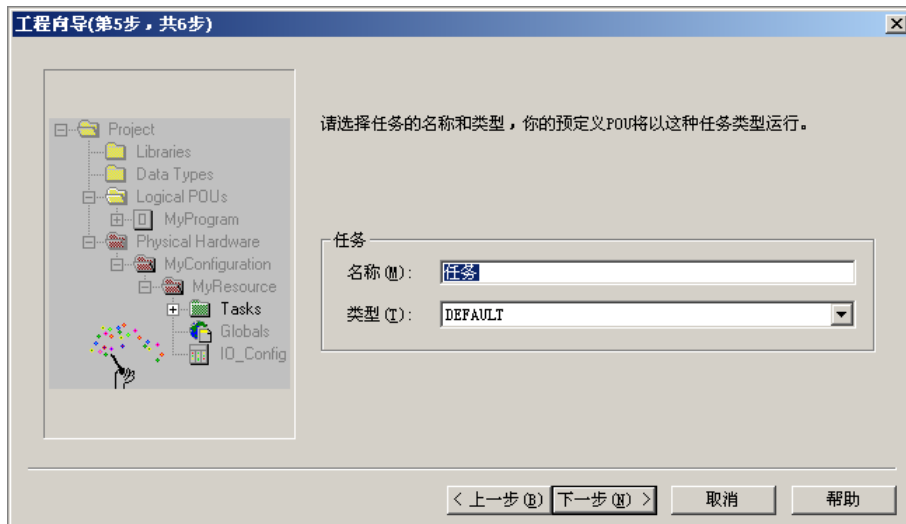 工程向导(第5步，共6步)
Project
Libraries
Data Types
Logical POUs
MyProgram
Physical Hardware
MyConfiguration
MyResource
Tasks
Globals
IO_Config
请选择任务的名称和类型，你的预定义POU将以这种任务类型运行。
任务
名称(M)： 任务
类型(T)： DEFAULT
< 上一步(B) 下一步(N) > 取消 帮助